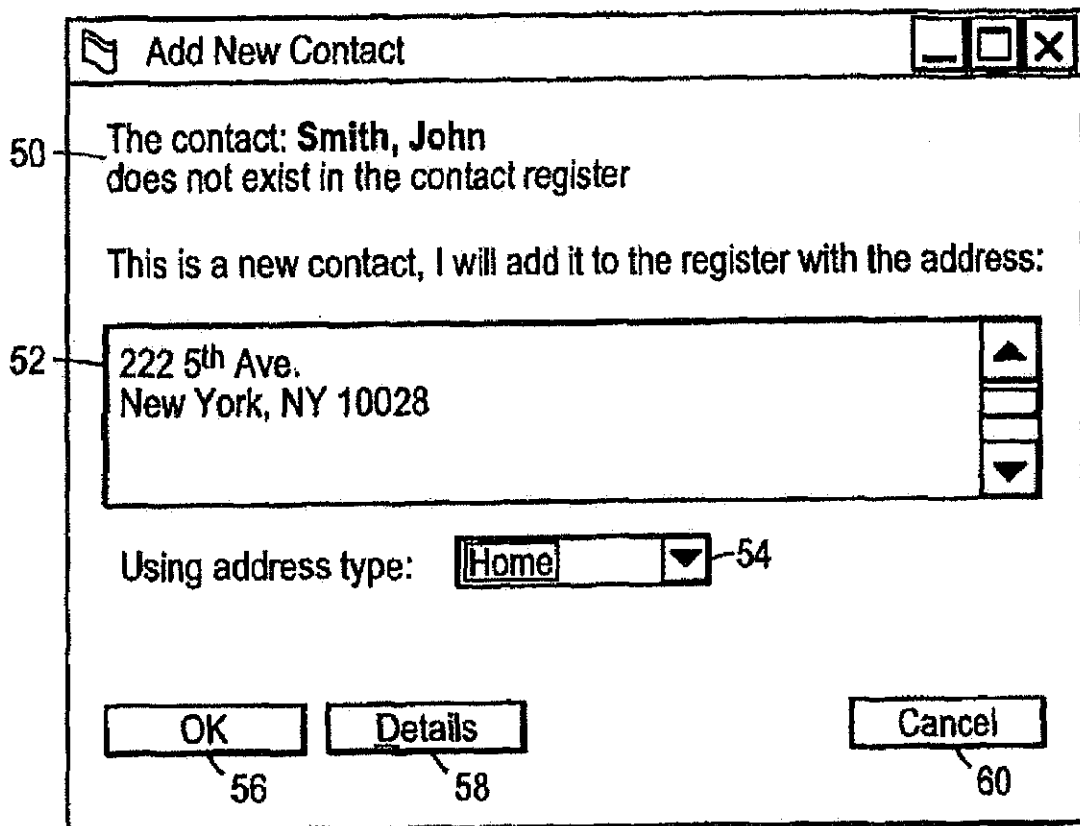 Add New Contact
50
The contact: Smith, John
does not exist in the contact register
This is a new contact, I will add it to the register with the address:
52
222 5th Ave.
New York, NY 10028
Using address type: Home 54
OK Details Cancel
56 58 60